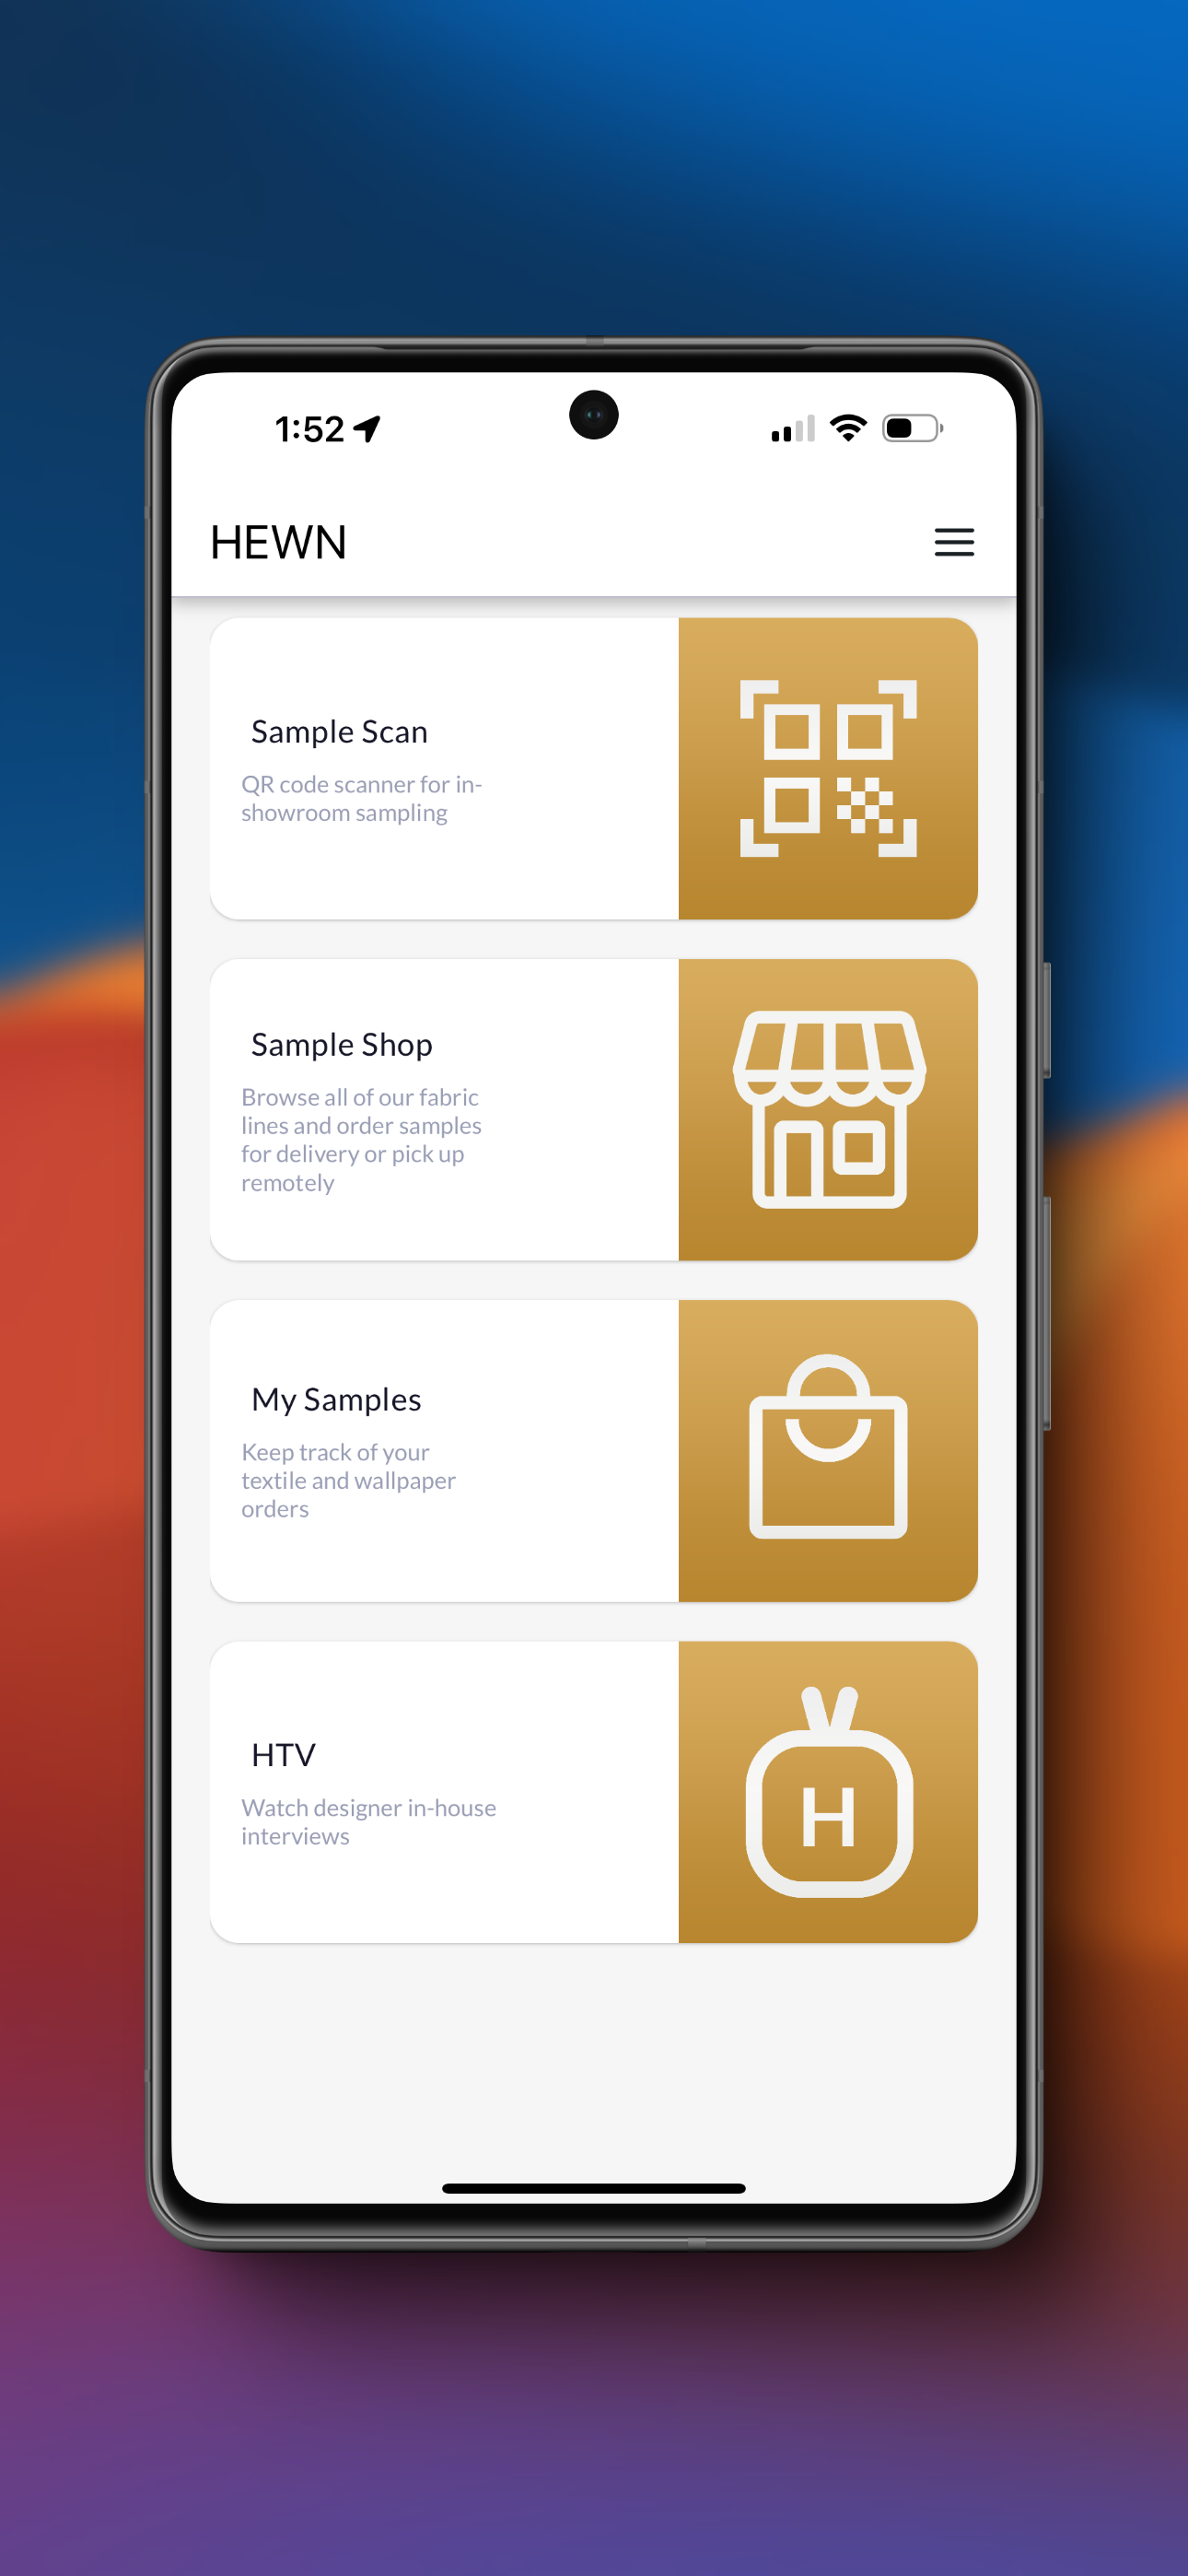 1:52
HEWN
Sample Scan
QR code scanner for in-
showroom sampling
Sample Shop
Browse all of our fabric
lines and order samples
for delivery or pick up
remotely
My Samples
Keep track of your
textile and wallpaper
orders
HTV
Watch designer in-house
interviews
H